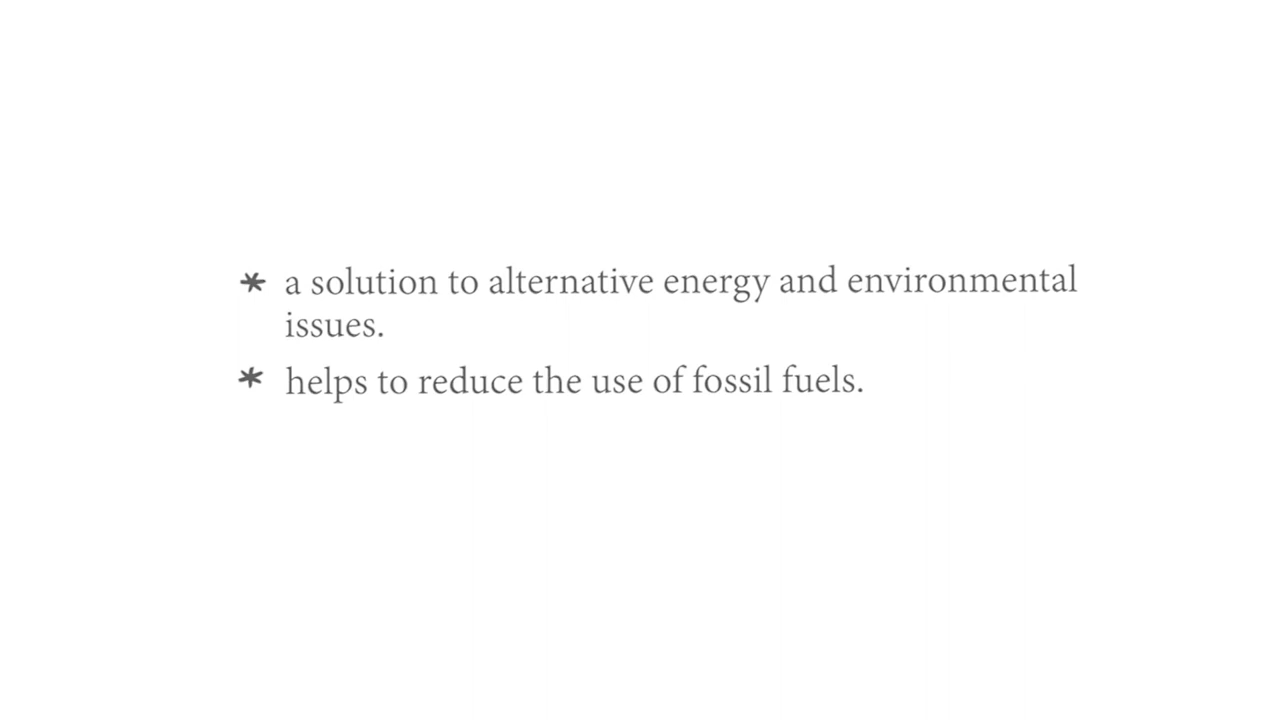 * a solution to alternative energy and environmental
issues.
* helps to reduce the use of fossil fuels.